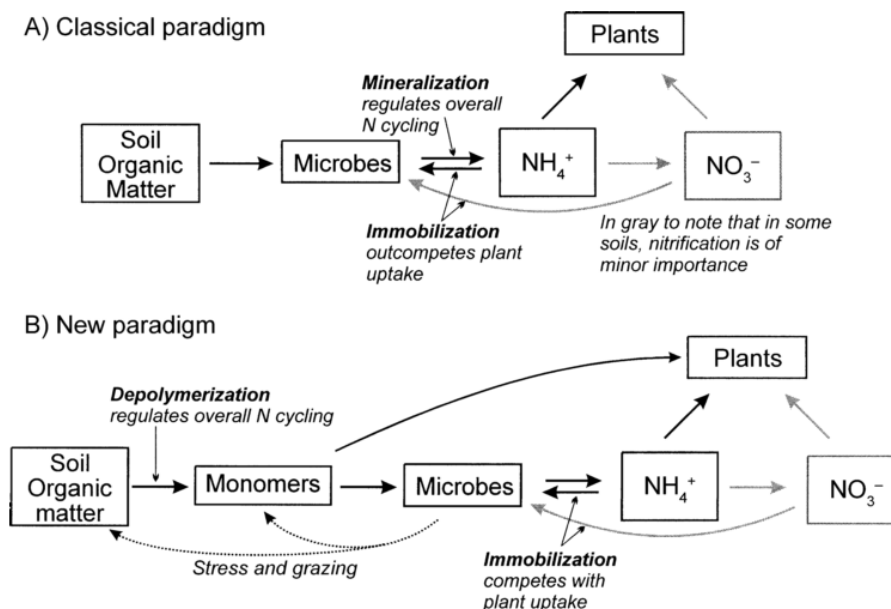 A) Classical paradigm
Plants
Mineralization
regulates overall
N cycling
Soil
Organic
Matter
Microbes
NH₄⁺
NO₃⁻
Immobilization
outcompetes plant
uptake
In gray to note that in some
soils, nitrification is of
minor importance
B) New paradigm
Plants
Depolymerization
regulates overall N cycling
Soil
Organic
matter
Monomers
Microbes
NH₄⁺
NO₃⁻
Stress and grazing
Immobilization
competes with
plant uptake